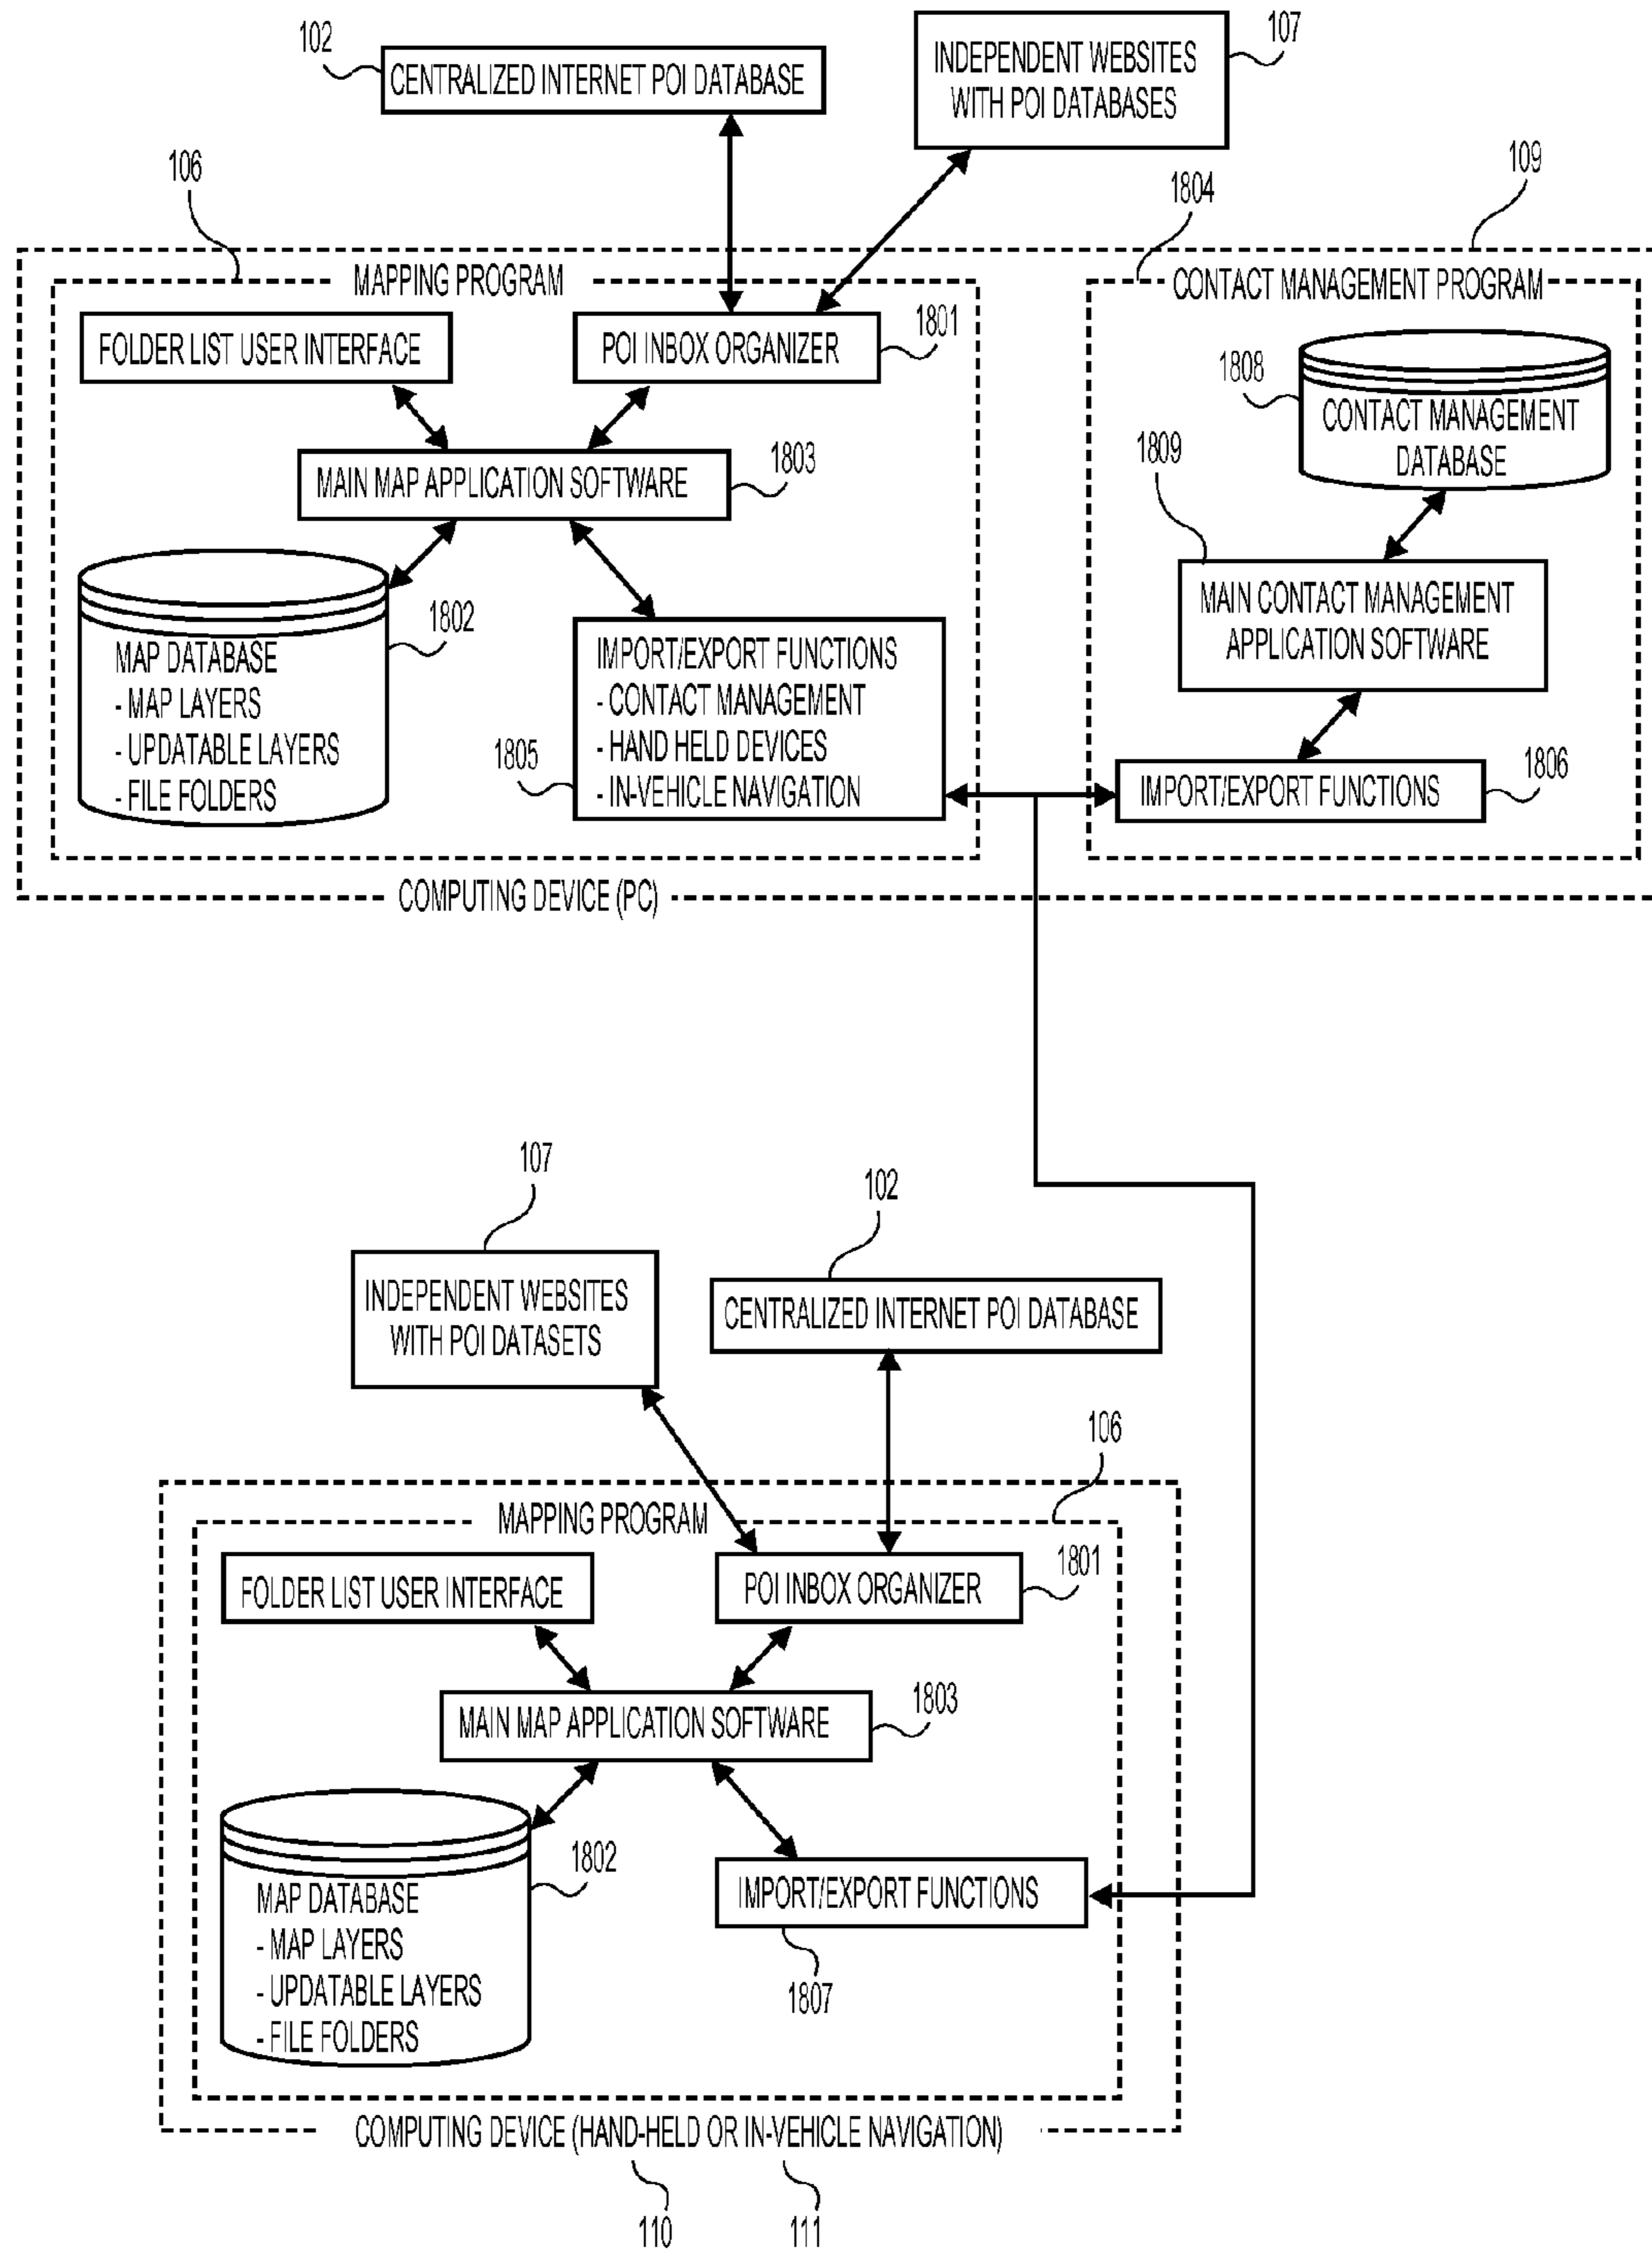 102
CENTRALIZED INTERNET POI DATABASE
INDEPENDENT WEBSITES
WITH POI DATABASES
107
106
1804
109
MAPPING PROGRAM
CONTACT MANAGEMENT PROGRAM
FOLDER LIST USER INTERFACE
POI INBOX ORGANIZER
1801
1808
CONTACT MANAGEMENT
DATABASE
MAIN MAP APPLICATION SOFTWARE
1803
1809
MAIN CONTACT MANAGEMENT
APPLICATION SOFTWARE
MAP DATABASE
- MAP LAYERS
- UPDATABLE LAYERS
- FILE FOLDERS
1802
IMPORT/EXPORT FUNCTIONS
- CONTACT MANAGEMENT
- HAND HELD DEVICES
- IN-VEHICLE NAVIGATION
1805
IMPORT/EXPORT FUNCTIONS
1806
COMPUTING DEVICE (PC)
107
INDEPENDENT WEBSITES
WITH POI DATASETS
102
CENTRALIZED INTERNET POI DATABASE
106
MAPPING PROGRAM
FOLDER LIST USER INTERFACE
POI INBOX ORGANIZER
1801
MAIN MAP APPLICATION SOFTWARE
1803
MAP DATABASE
- MAP LAYERS
- UPDATABLE LAYERS
- FILE FOLDERS
1802
IMPORT/EXPORT FUNCTIONS
1807
COMPUTING DEVICE (HAND-HELD OR IN-VEHICLE NAVIGATION)
110
111